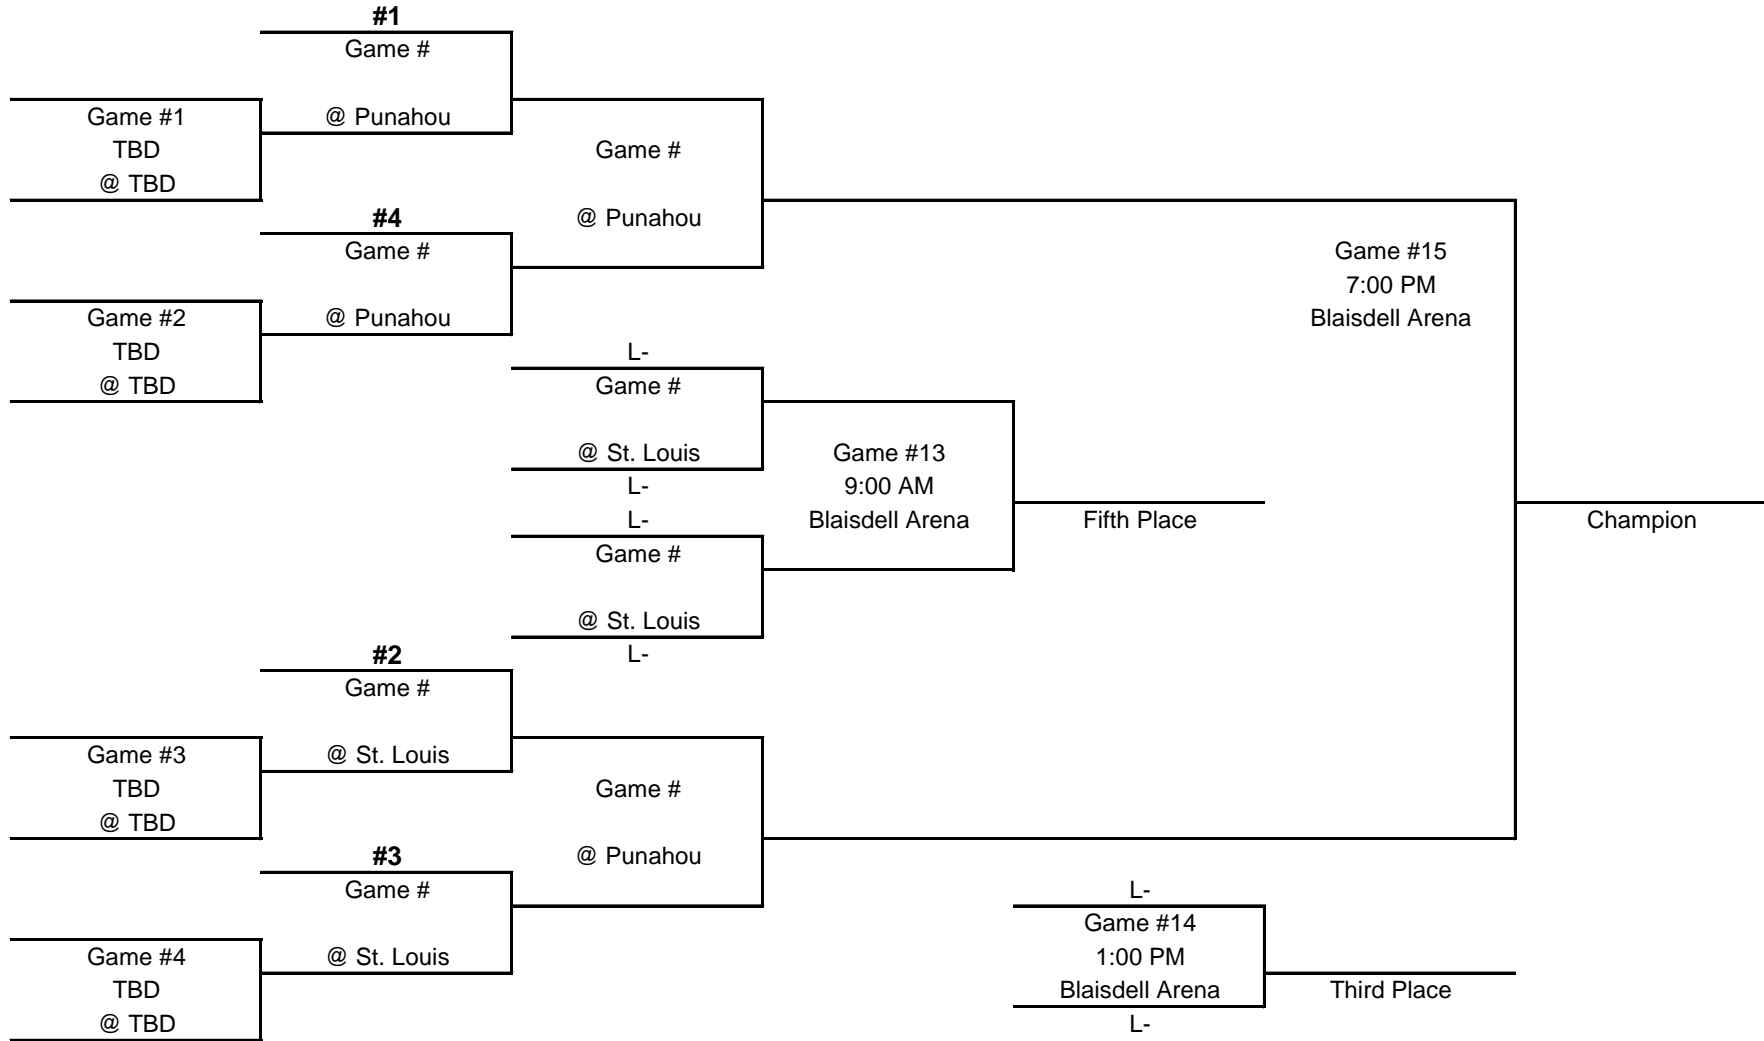 #1
Game #
@ Punahou
Game #1
TBD
@ TBD
Game #
@ Punahou
#4
Game #
@ Punahou
Game #2
TBD
@ TBD
Game #15
7:00 PM
Blaisdell Arena
L-
Game #
@ St. Louis
L-
Game #13
9:00 AM
Blaisdell Arena
L-
Game #
@ St. Louis
L-
Fifth Place
Champion
#2
Game #
@ St. Louis
Game #3
TBD
@ TBD
Game #
@ Punahou
#3
Game #
@ St. Louis
Game #4
TBD
@ TBD
L-
Game #14
1:00 PM
Blaisdell Arena
L-
Third Place